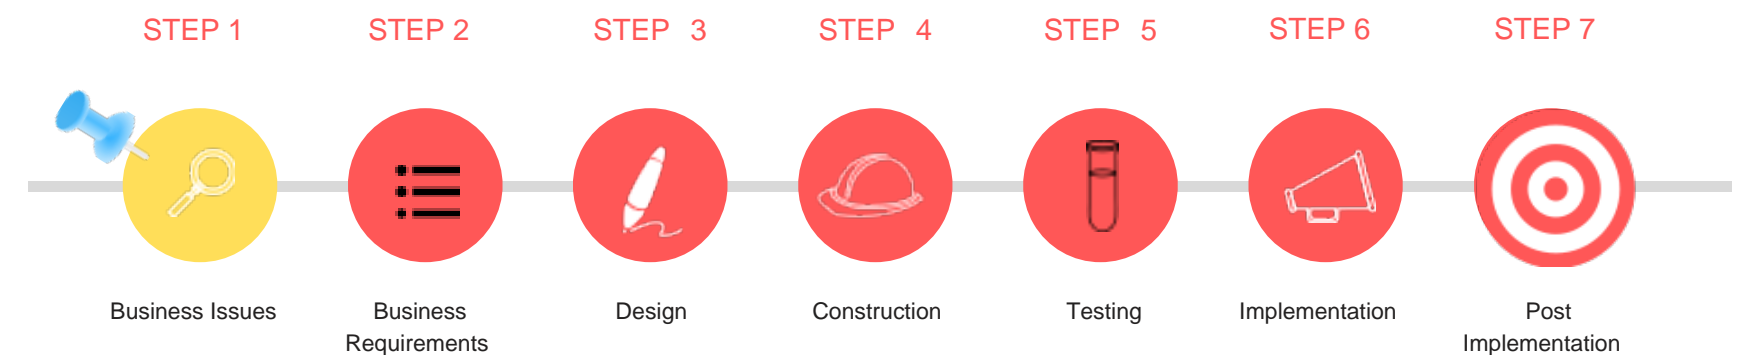 STEP 1
STEP 2
STEP 3
STEP 4
STEP 5
STEP 6
STEP 7
Business Issues
Business
Requirements
Design
Construction
Testing
Implementation
Post
Implementation